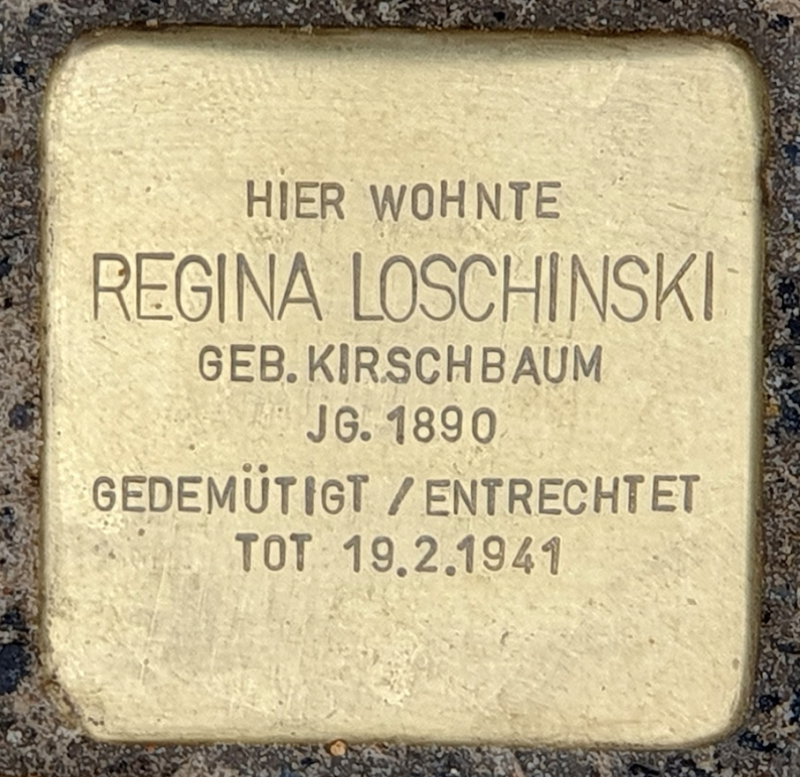 HIER WOHNTE
REGINA LOSCHINSKI
GEB. KIRSCHBAUM
JG. 1890
GEDEMÜTIGT / ENTRECHTET
TOT 19.2.1941